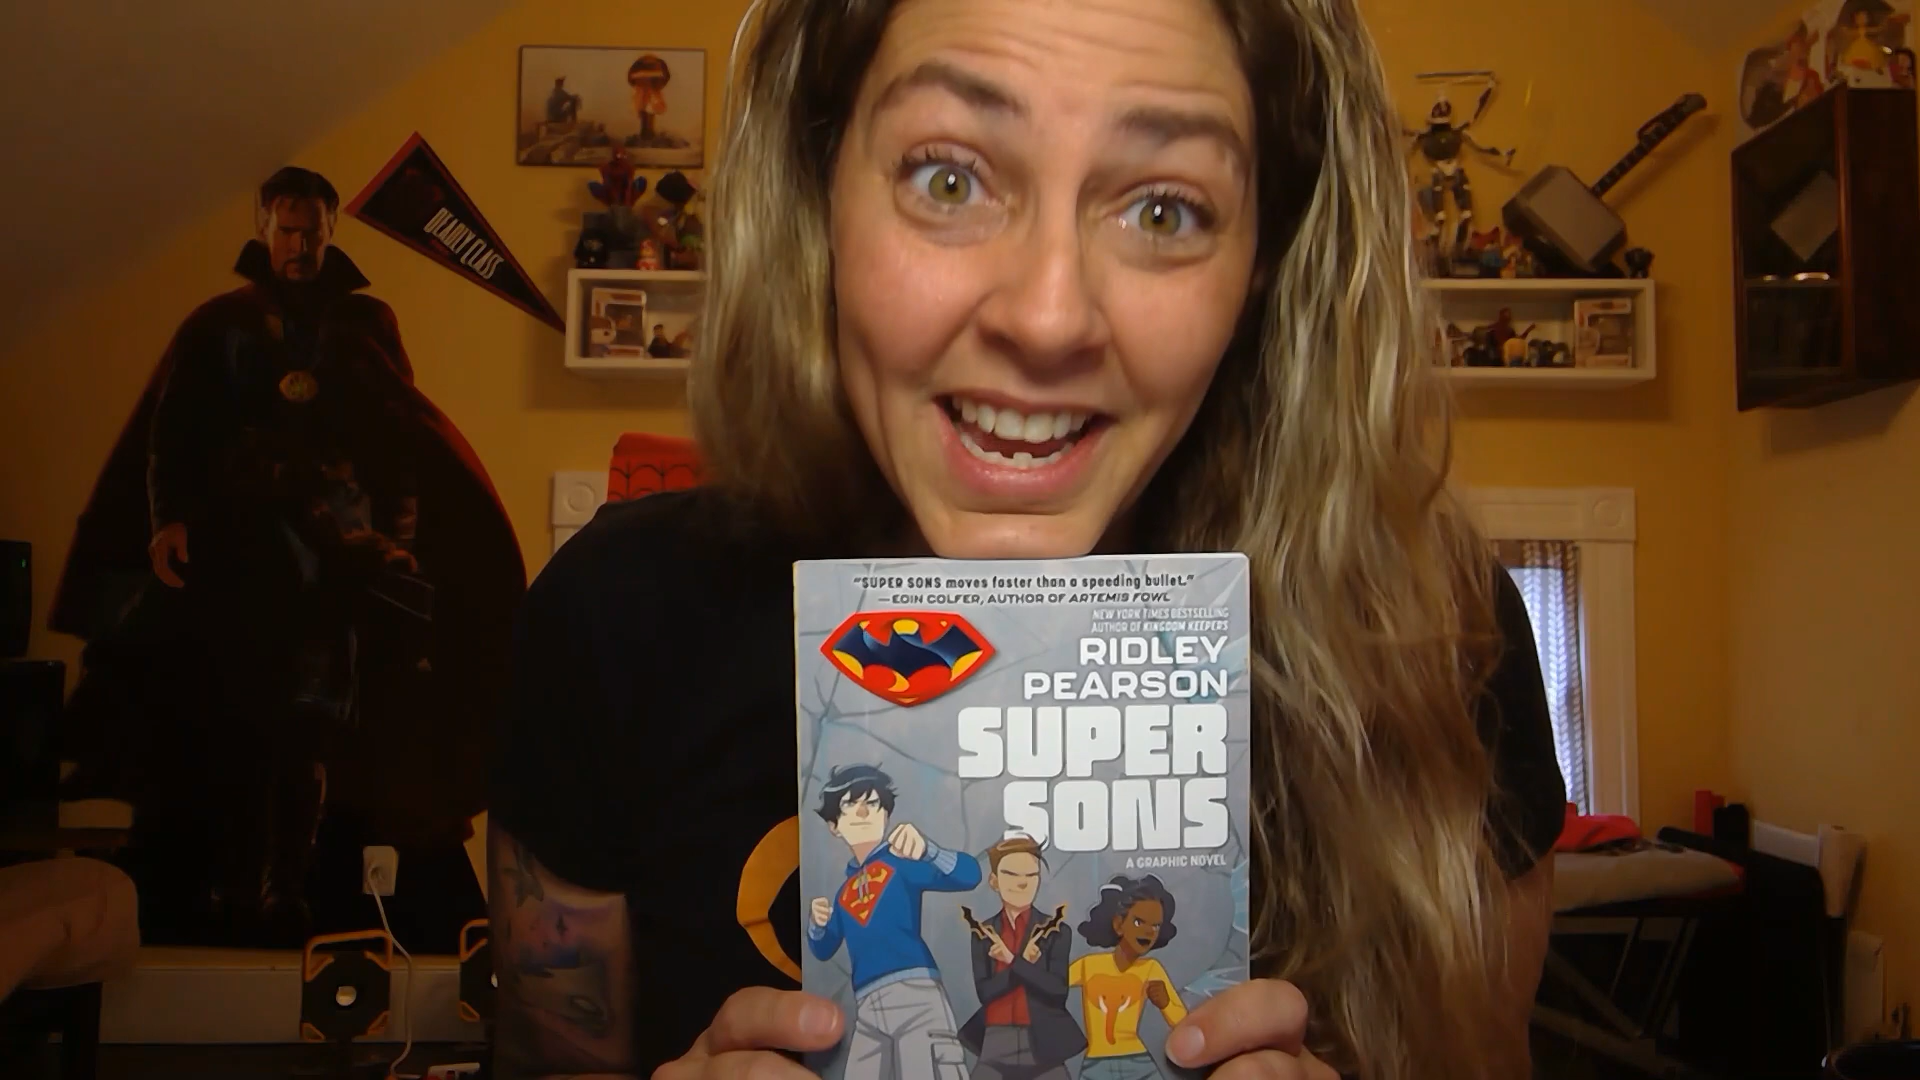 DEADLY CLASS
"SUPER SONS moves faster than a speeding bullet."
—EOIN COLFER, AUTHOR OF ARTEMIS FOWL
NEW YORK TIMES BESTSELLING
AUTHOR OF KINGDOM KEEPERS
RIDLEY
PEARSON
SUPER
SONS
A GRAPHIC NOVEL